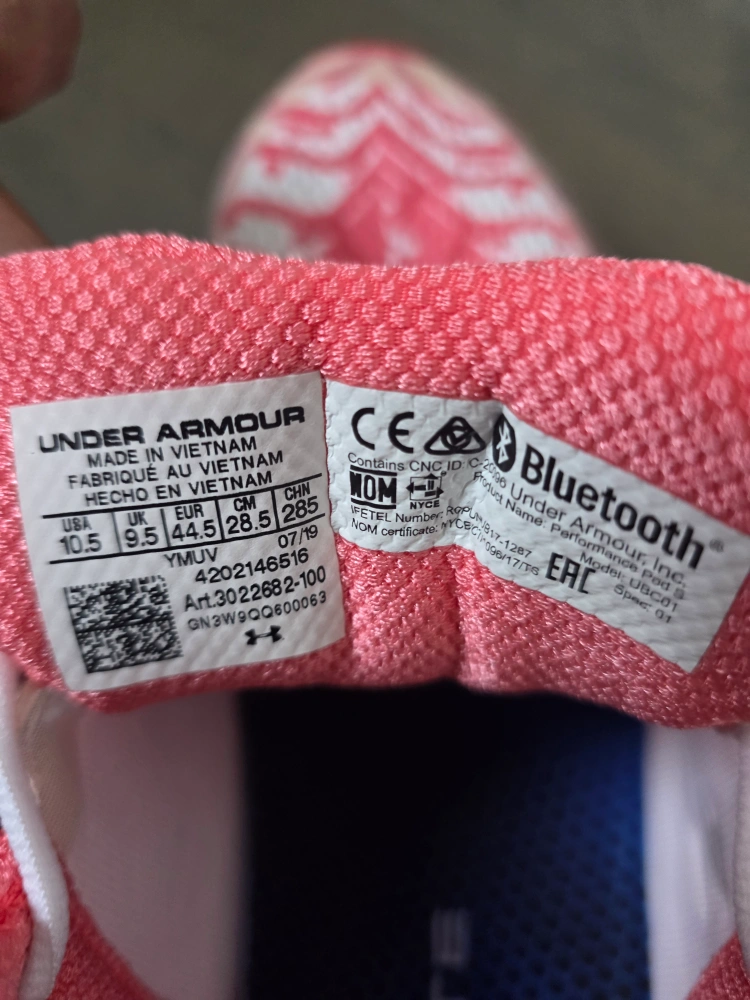 UNDER ARMOUR
MADE IN VIETNAM
FABRIQUÉ AU VIETNAM
HECHO EN VIETNAM
USA UK EUR CM CHN
10.5 9.5 44.5 28.5 285
YMUV 07/19
4202146516
Art.3022682-100
GN3W9QQ600063
CE
Contains CNC ID: C-
NOM NYCE
IFETEL Number:
NOM certificate:
Bluetooth®
Under Armour, Inc.
Product Name: Performance Pod S
Model: UBC01
Spec: 01
EAC